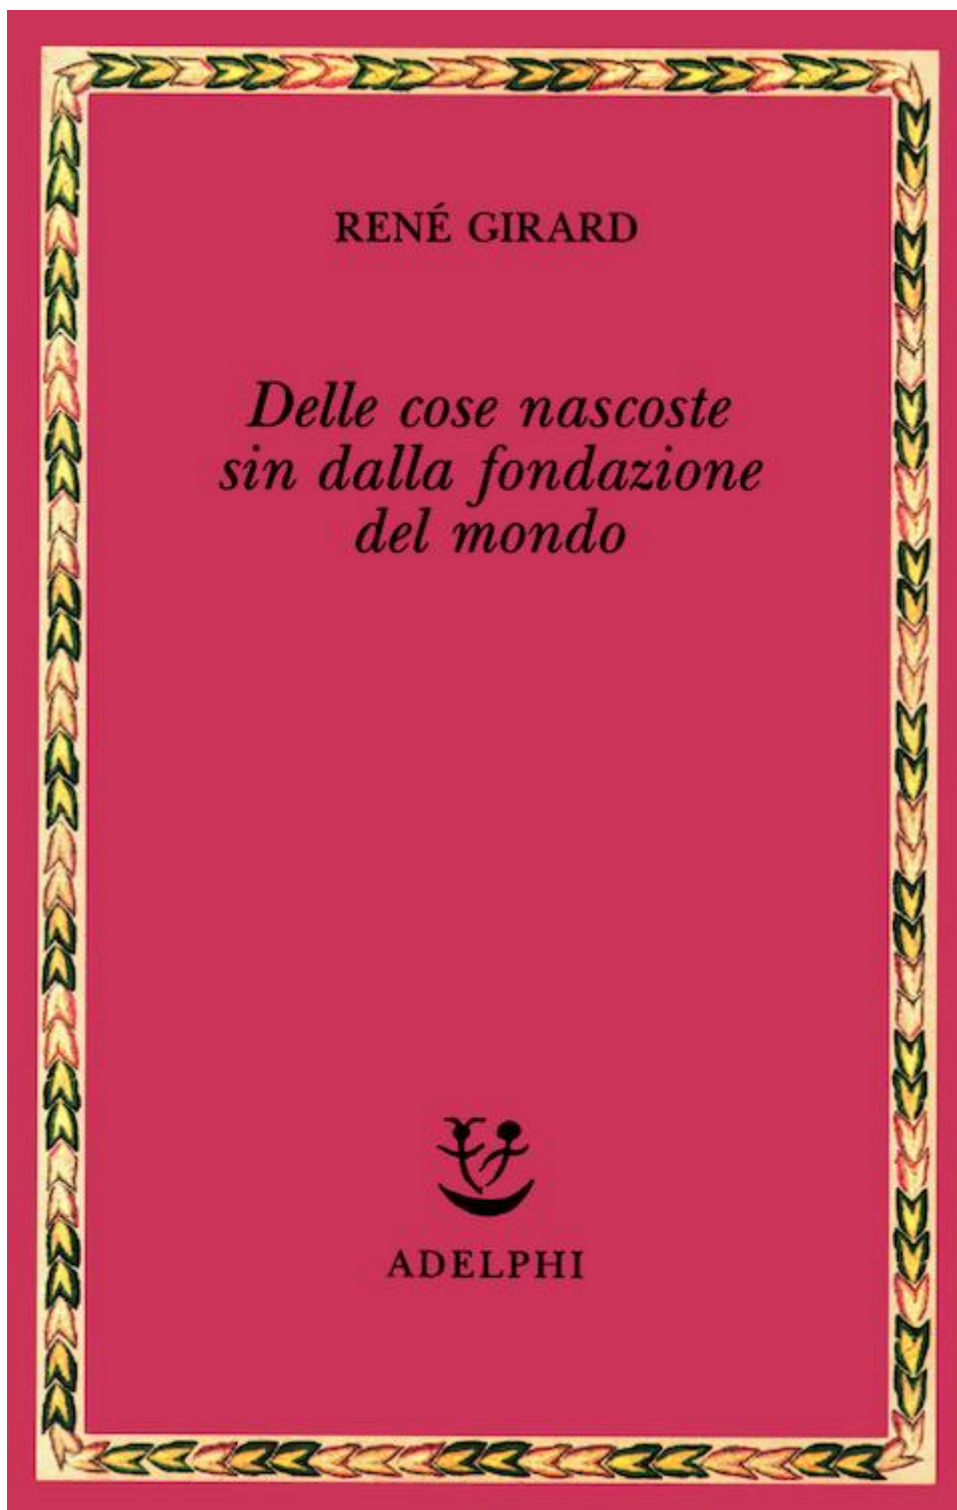 RENÉ GIRARD
Delle cose nascoste
sin dalla fondazione
del mondo
ADELPHI